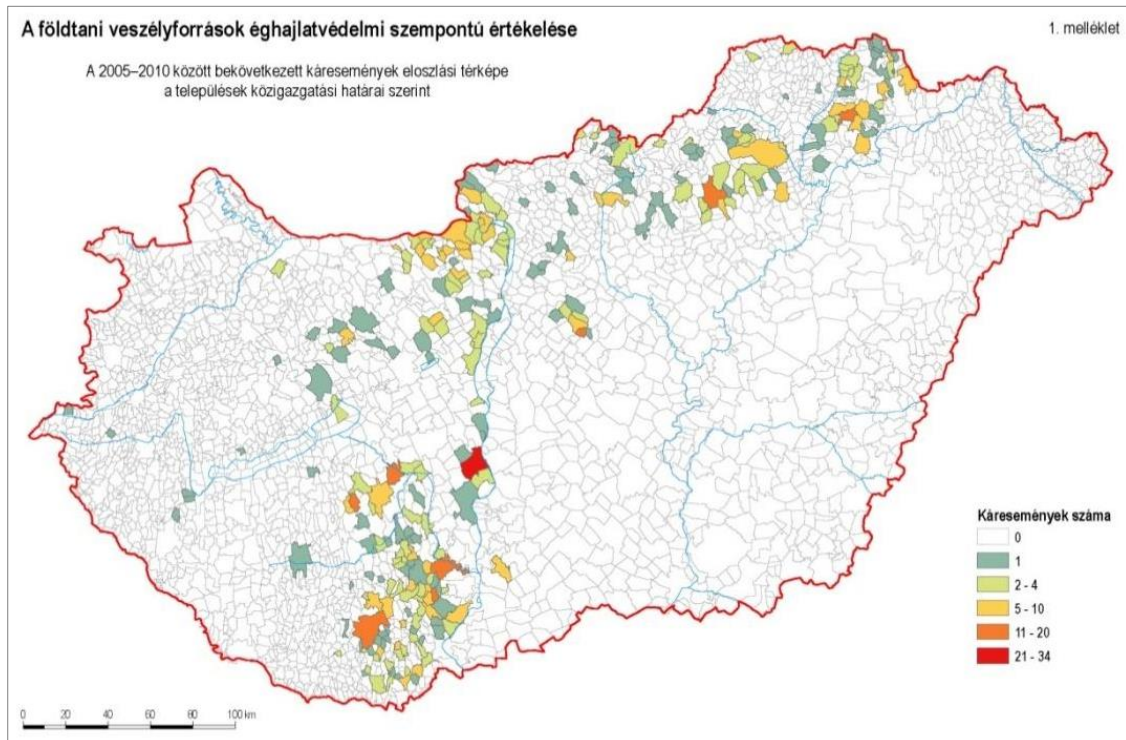 A földtani veszélyforrások éghajlatvédelmi szempontú értékelése
1. melléklet
A 2005–2010 között bekövetkezett káresemények eloszlási térképe
a települések közigazgatási határai szerint
Káresemények száma
0
1
2 - 4
5 - 10
11 - 20
21 - 34
0 20 40 60 80 100 km